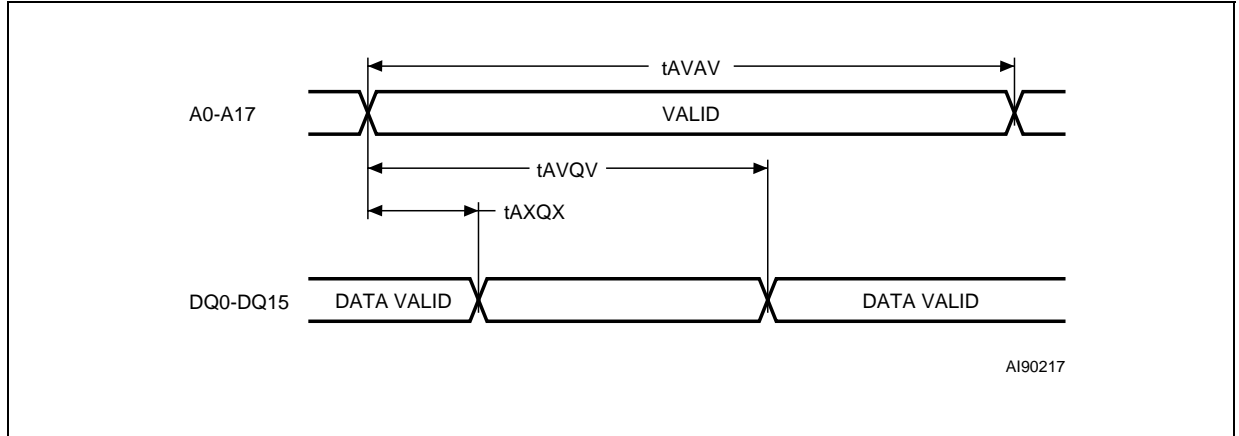 tAVAV
A0-A17
VALID
tAVQV
tAXQX
DQ0-DQ15
DATA VALID
DATA VALID
AI90217